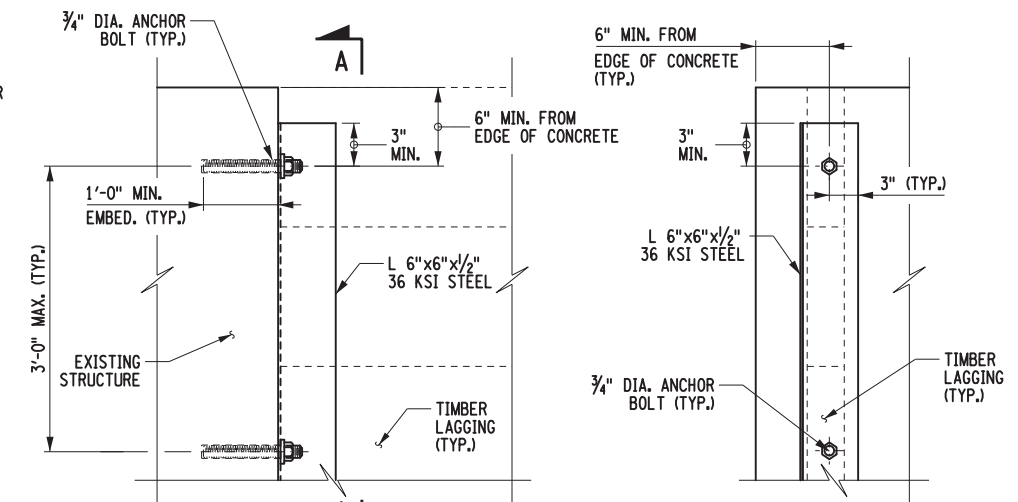 ¾" DIA. ANCHOR
BOLT (TYP.)
A
6" MIN. FROM
EDGE OF CONCRETE
3"
MIN.
1'-0" MIN.
EMBED. (TYP.)
3'-0" MAX. (TYP.)
L 6"x6"x½"
36 KSI STEEL
EXISTING
STRUCTURE
TIMBER
LAGGING
(TYP.)
6" MIN. FROM
EDGE OF CONCRETE
(TYP.)
3"
MIN.
3" (TYP.)
L 6"x6"x½"
36 KSI STEEL
¾" DIA. ANCHOR
BOLT (TYP.)
TIMBER
LAGGING
(TYP.)